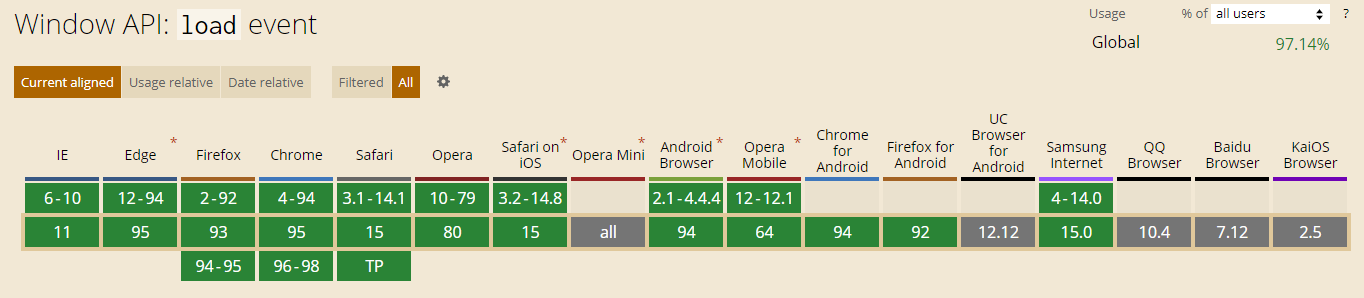 Window API: load event
Usage % of all users ?
Global 97.14%
Current aligned Usage relative Date relative Filtered All
IE
Edge *
Firefox
Chrome
Safari
Opera
Safari on iOS *
Opera Mini *
Android Browser *
Opera Mobile *
Chrome for Android
Firefox for Android
UC Browser for Android
Samsung Internet
QQ Browser
Baidu Browser
KaiOS Browser
6-10 12-94 2-92 4-94 3.1-14.1 10-79 3.2-14.8 2.1-4.4.4 12-12.1 4-14.0
11 95 93 95 15 80 15 all 94 64 94 92 12.12 15.0 10.4 7.12 2.5
94-95 96-98 TP